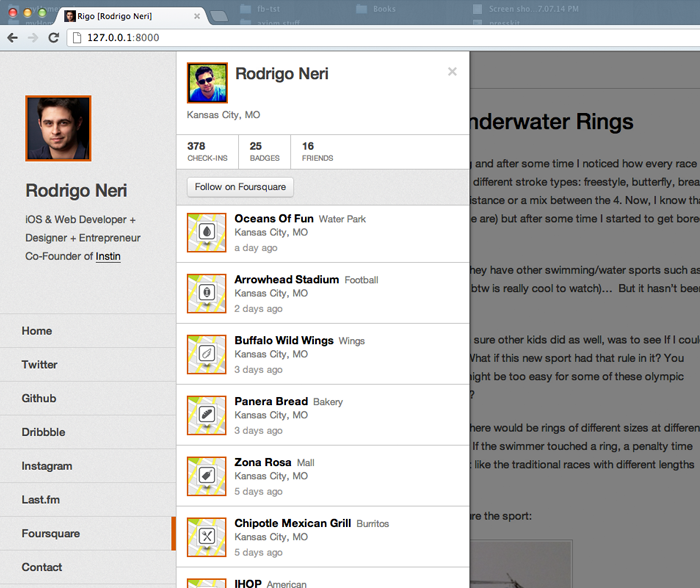 Rigo [Rodrigo Neri]
fb-tst
Books
Screen sho...7.07.14 PM
127.0.0.1:8000
Rodrigo Neri
iOS & Web Developer +
Designer + Entrepreneur
Co-Founder of Instin
Home
Twitter
Github
Dribbble
Instagram
Last.fm
Foursquare
Contact
Rodrigo Neri
Kansas City, MO
378 25 16
CHECK-INS BADGES FRIENDS
Follow on Foursquare
Oceans Of Fun Water Park
Kansas City, MO
a day ago
Arrowhead Stadium Football
Kansas City, MO
2 days ago
Buffalo Wild Wings Wings
Kansas City, MO
3 days ago
Panera Bread Bakery
Kansas City, MO
3 days ago
Zona Rosa Mall
Kansas City, MO
5 days ago
Chipotle Mexican Grill Burritos
Kansas City, MO
5 days ago
IHOP American
nderwater Rings
g and after some time I noticed how every race
different stroke types: freestyle, butterfly, brea
istance or a mix between the 4. Now, I know tha
e are) but after some time I started to get bored
hey have other swimming/water sports such as
btw is really cool to watch)... But it hasn't been
sure other kids did as well, was to see If I could
What if this new sport had that rule in it? You
ight be too easy for some of these olympic
?
here would be rings of different sizes at differen
If the swimmer touched a ring, a penalty time
t like the traditional races with different lengths
ure the sport: